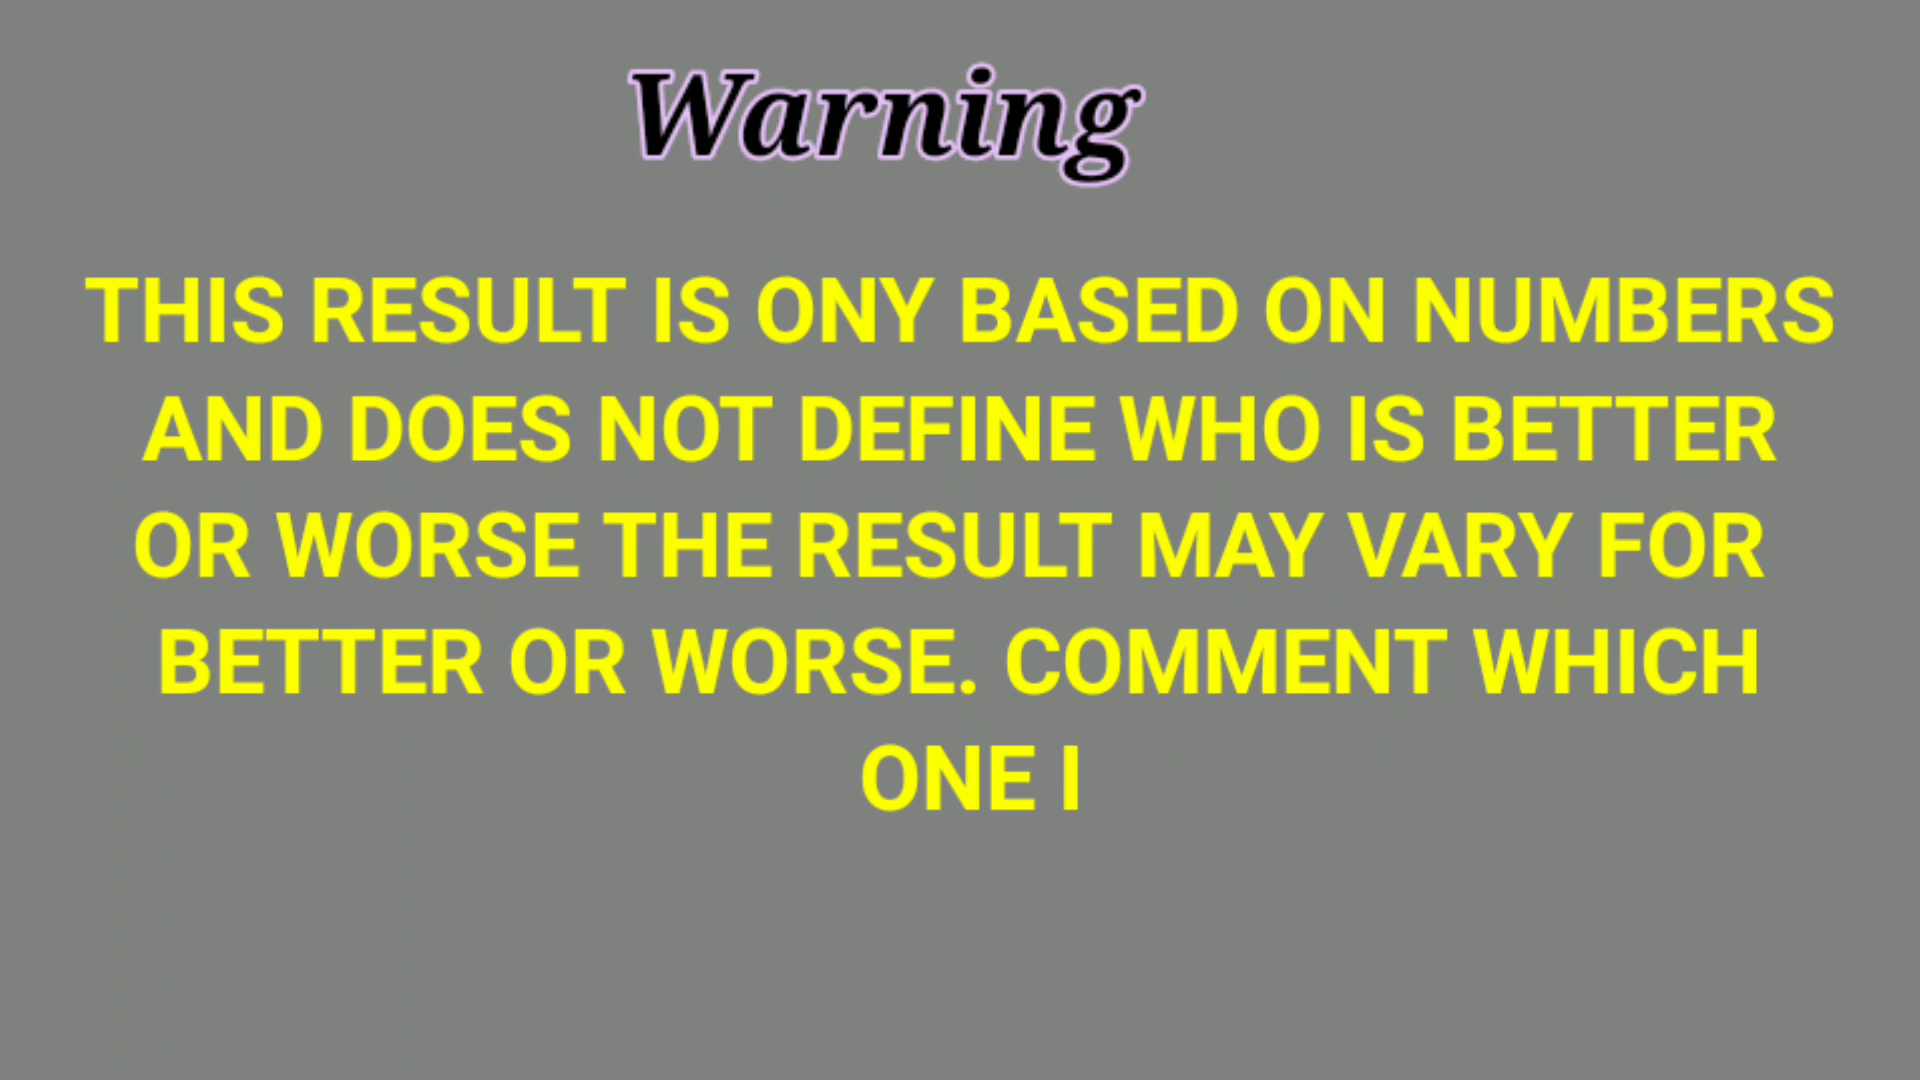 Warning
THIS RESULT IS ONY BASED ON NUMBERS
AND DOES NOT DEFINE WHO IS BETTER
OR WORSE THE RESULT MAY VARY FOR
BETTER OR WORSE. COMMENT WHICH
ONE I